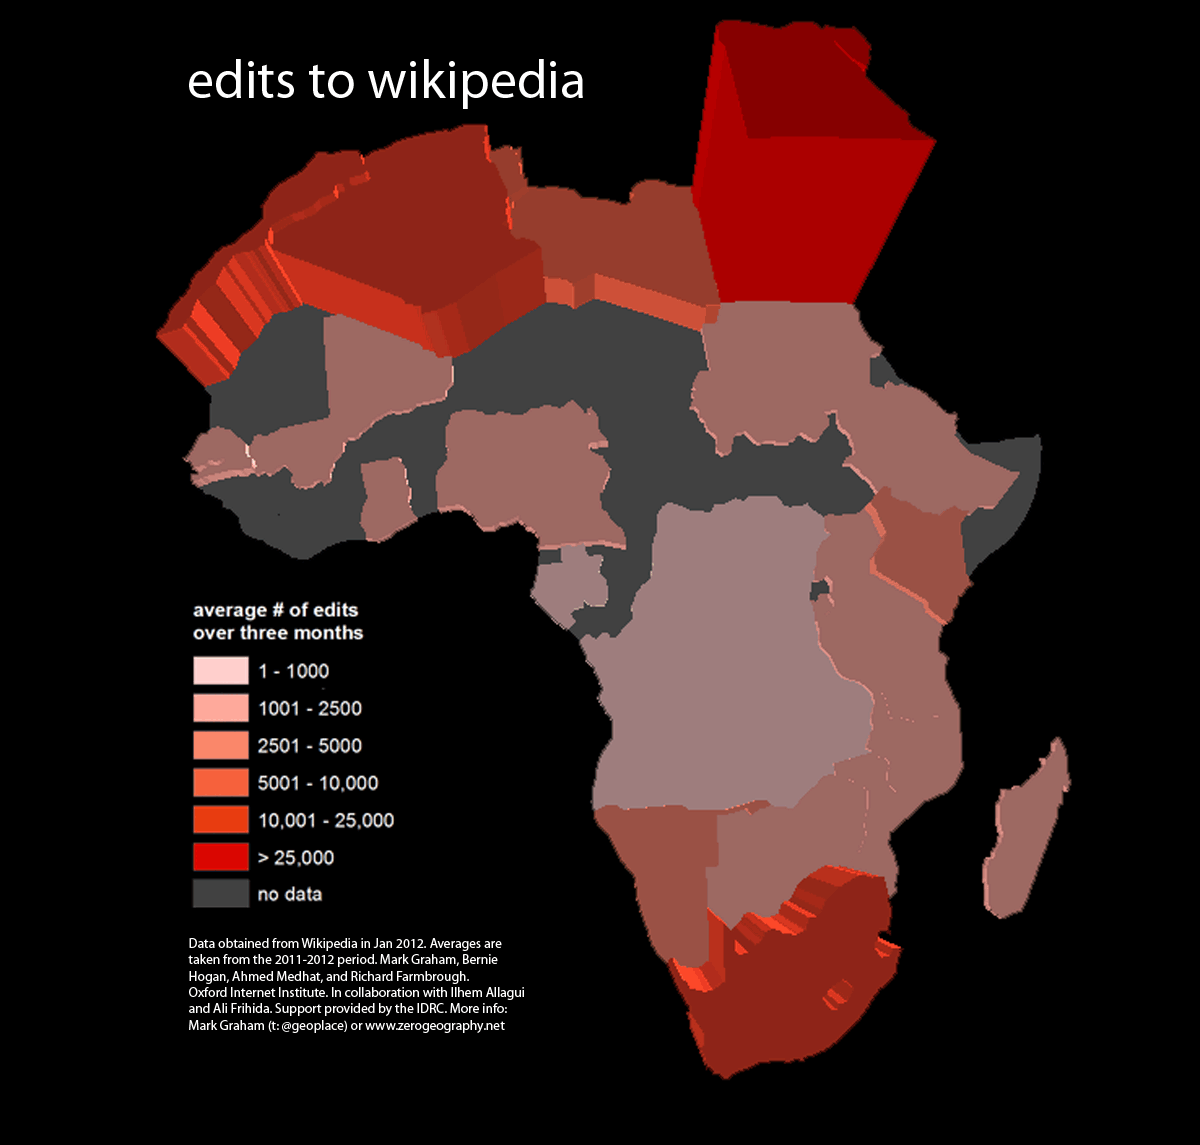 edits to wikipedia
average # of edits
over three months
1 - 1000
1001 - 2500
2501 - 5000
5001 - 10,000
10,001 - 25,000
> 25,000
no data
Data obtained from Wikipedia in Jan 2012. Averages are
taken from the 2011-2012 period. Mark Graham, Bernie
Hogan, Ahmed Medhat, and Richard Farmbrough.
Oxford Internet Institute. In collaboration with Ilhem Allagui
and Ali Frihida. Support provided by the IDRC. More info:
Mark Graham (t: @geoplace) or www.zerogeography.net